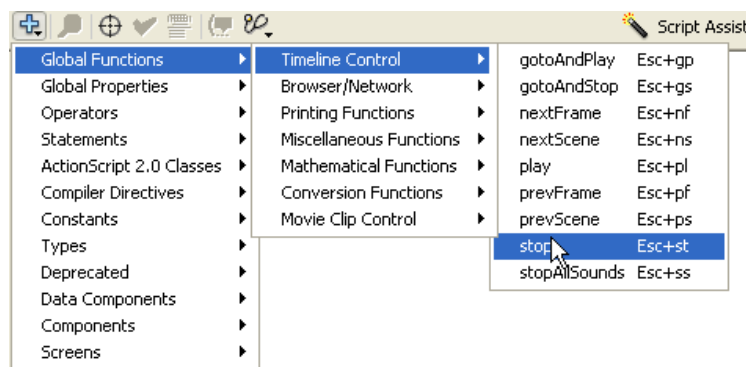 Script Assist
Global Functions
Global Properties
Operators
Statements
ActionScript 2.0 Classes
Compiler Directives
Constants
Types
Deprecated
Data Components
Components
Screens
Timeline Control
Browser/Network
Printing Functions
Miscellaneous Functions
Mathematical Functions
Conversion Functions
Movie Clip Control
gotoAndPlay Esc+gp
gotoAndStop Esc+gs
nextFrame Esc+nf
nextScene Esc+ns
play Esc+pl
prevFrame Esc+pf
prevScene Esc+ps
stop Esc+st
stopAllSounds Esc+ss